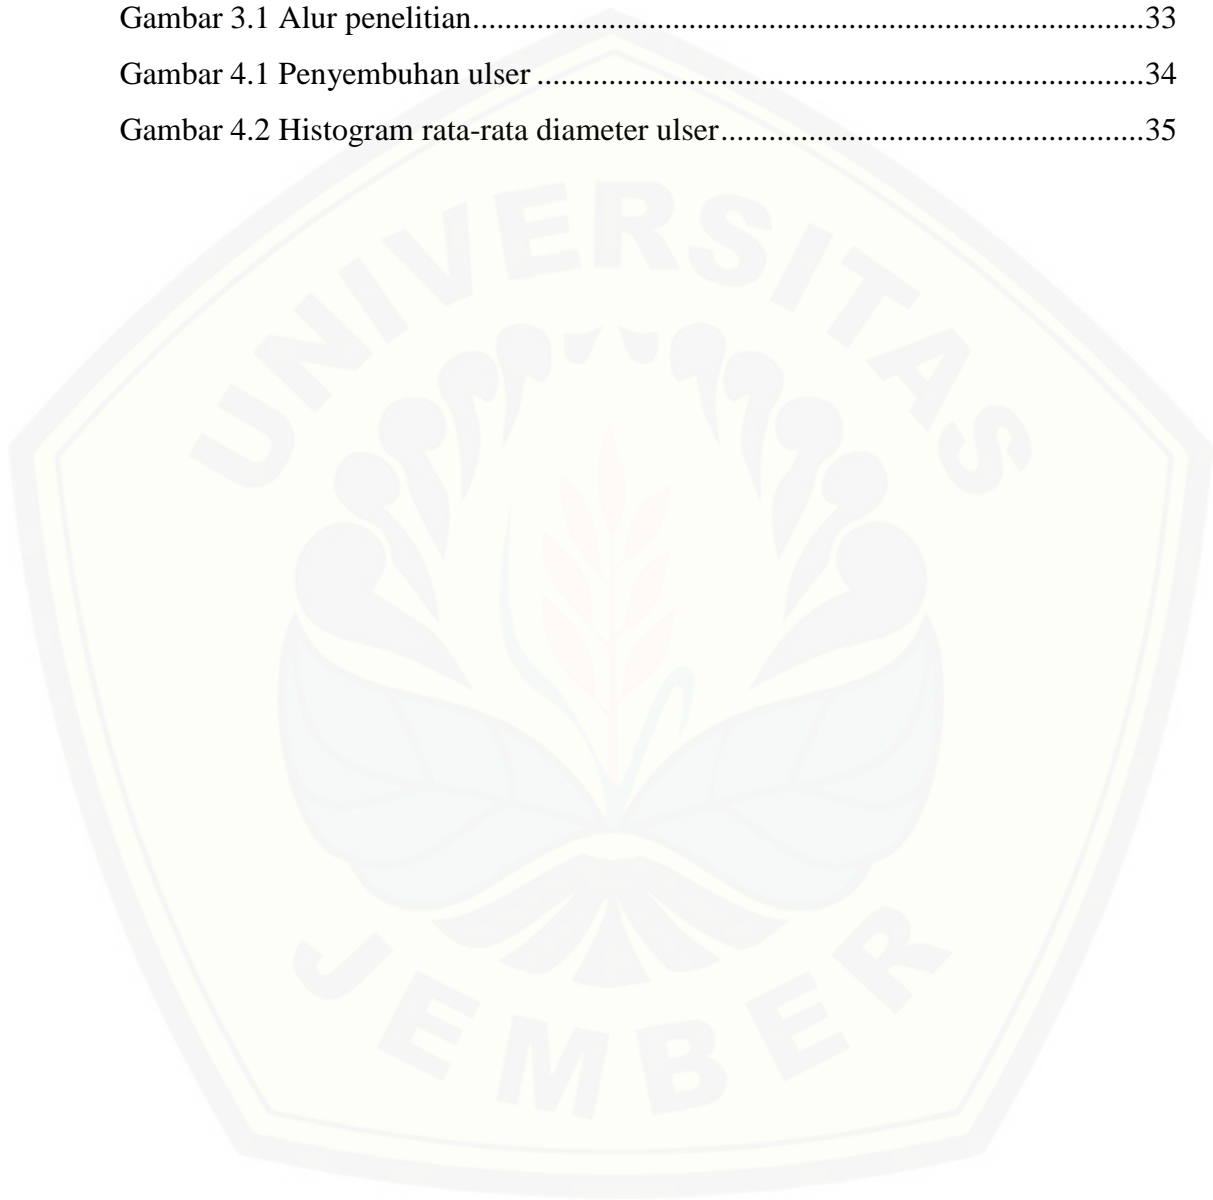 Gambar 3.1 Alur penelitian....................................................................................33
Gambar 4.1 Penyembuhan ulser ............................................................................34
Gambar 4.2 Histogram rata-rata diameter ulser.....................................................35
UNIVERSITAS
JEMBER